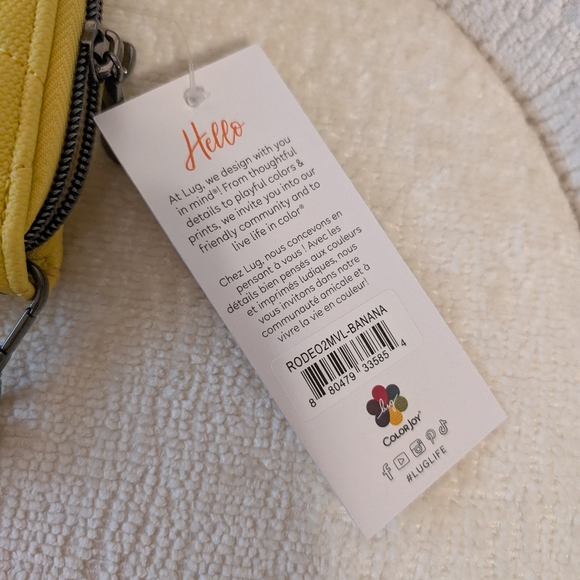 Hello
At Lug, we design with you
in mind®! From thoughtful
details to playful colors &
prints, we invite you into our
friendly community and to
live life in color®
Chez Lug, nous concevons en
pensant à vous ! Avec les
détails bien pensés aux couleurs
et imprimés ludiques, nous
vous invitons dans notre
communauté amicale et à
vivre la vie en couleur!
RODEO2MVL-BANANA
8 80479 33585 4
lug
COLORJOY®
#LUGLIFE